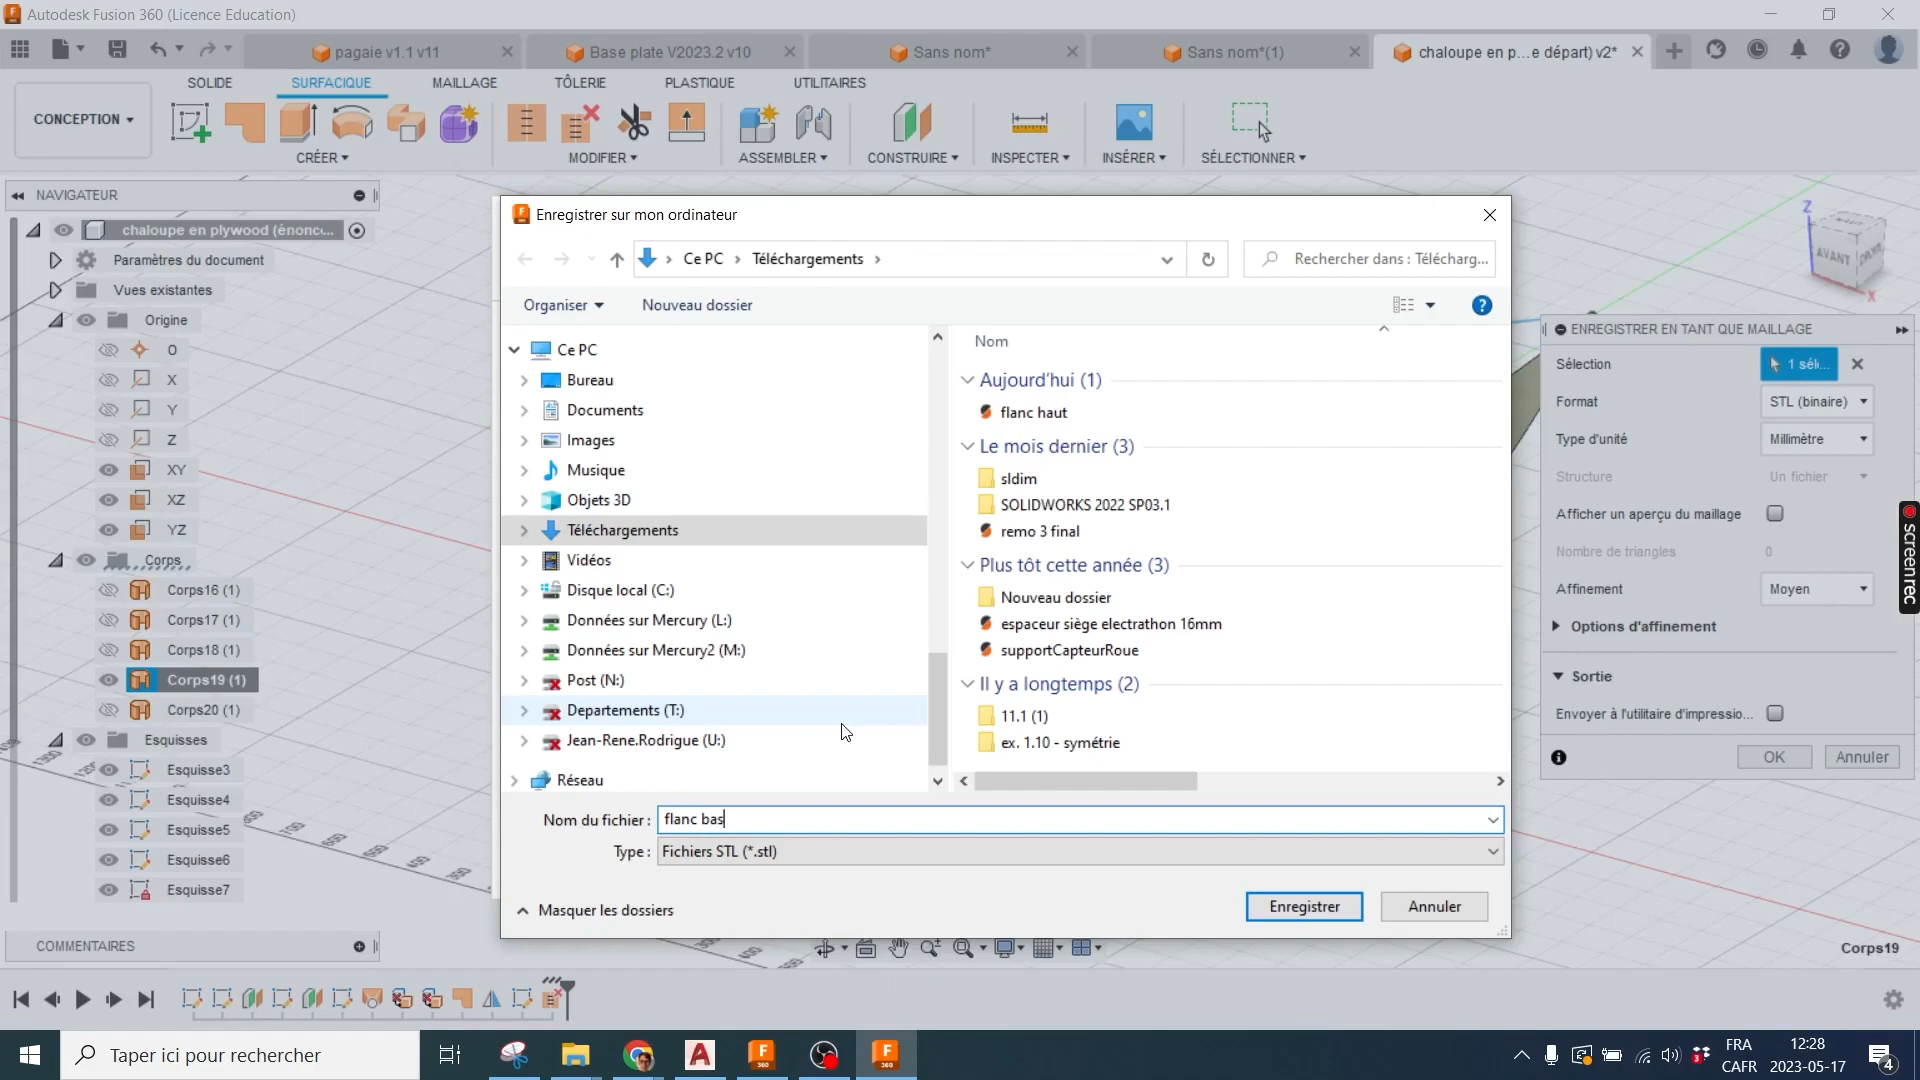 Autodesk Fusion 360 (Licence Education)
pagaie v1.1 v11
Base plate V2023.2 v10
Sans nom*
Sans nom*(1)
chaloupe en p...e départ) v2*
SOLIDE
SURFACIQUE
MAILLAGE
TÔLERIE
PLASTIQUE
UTILITAIRES
CONCEPTION
CRÉER
MODIFIER
ASSEMBLER
CONSTRUIRE
INSPECTER
INSÉRER
SÉLECTIONNER
NAVIGATEUR
chaloupe en plywood (énonc...
Paramètres du document
Vues existantes
Origine
O
X
Y
Z
XY
XZ
YZ
Corps
Corps16 (1)
Corps17 (1)
Corps18 (1)
Corps19 (1)
Corps20 (1)
Esquisses
Esquisse3
Esquisse4
Esquisse5
Esquisse6
Esquisse7
COMMENTAIRES
Enregistrer sur mon ordinateur
Ce PC
Téléchargements
Rechercher dans : Télécharg...
Organiser
Nouveau dossier
Ce PC
Bureau
Documents
Images
Musique
Objets 3D
Téléchargements
Vidéos
Disque local (C:)
Données sur Mercury (L:)
Données sur Mercury2 (M:)
Post (N:)
Departements (T:)
Jean-Rene.Rodrigue (U:)
Réseau
Nom
Aujourd'hui (1)
flanc haut
Le mois dernier (3)
sldim
SOLIDWORKS 2022 SP03.1
remo 3 final
Plus tôt cette année (3)
Nouveau dossier
espaceur siège electrathon 16mm
supportCapteurRoue
Il y a longtemps (2)
11.1 (1)
ex. 1.10 - symétrie
Nom du fichier :
flanc bas
Type :
Fichiers STL (*.stl)
Masquer les dossiers
Enregistrer
Annuler
Z
AVANT
X
ENREGISTRER EN TANT QUE MAILLAGE
Sélection
1 sél...
Format
STL (binaire)
Type d'unité
Millimètre
Structure
Un fichier
Afficher un aperçu du maillage
Nombre de triangles
0
Affinement
Moyen
Options d'affinement
Sortie
Envoyer à l'utilitaire d'impressio...
OK
Annuler
screenrec
Corps19
Taper ici pour rechercher
FRA
CAFR
12:28
2023-05-17
4